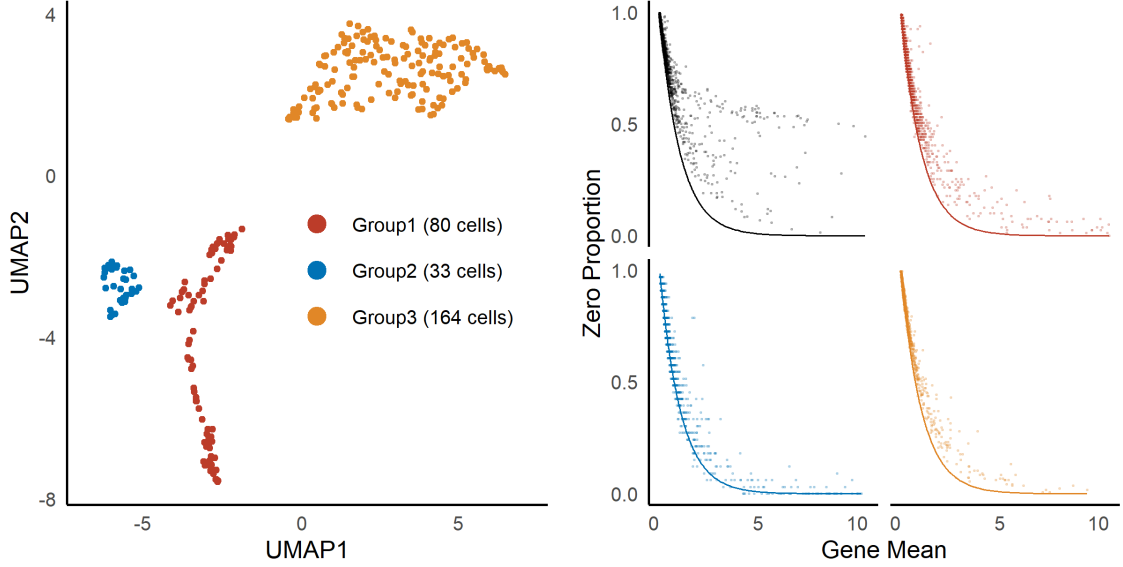 4
0
-4
-8
UMAP2
-5
0
5
UMAP1
Group1 (80 cells)
Group2 (33 cells)
Group3 (164 cells)
Zero Proportion
1.0
0.5
0.0
1.0
0.5
0.0
0
5
10
0
5
10
Gene Mean